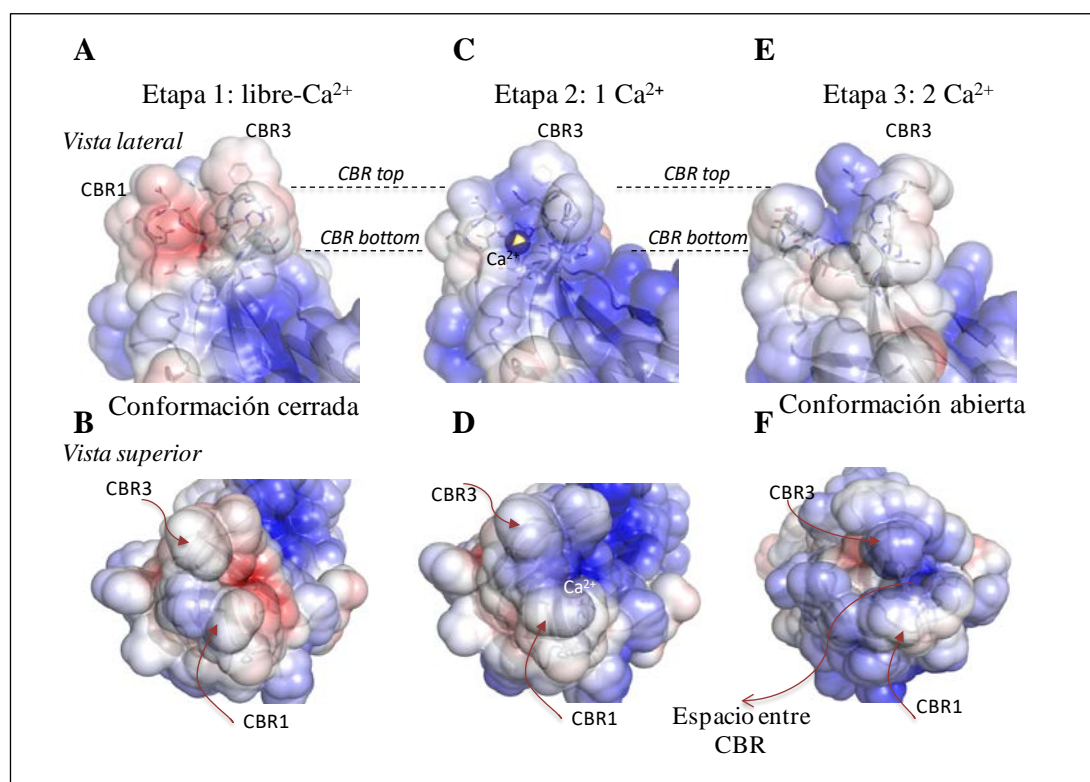 A
C
E
Etapa 1: libre-Ca²⁺
Etapa 2: 1 Ca²⁺
Etapa 3: 2 Ca²⁺
Vista lateral
CBR3
CBR3
CBR3
CBR1
CBR top
CBR top
CBR bottom
CBR bottom
Ca²⁺
Conformación cerrada
Conformación abierta
B
D
F
Vista superior
CBR3
CBR3
CBR3
Ca²⁺
CBR1
CBR1
CBR1
Espacio entre
CBR